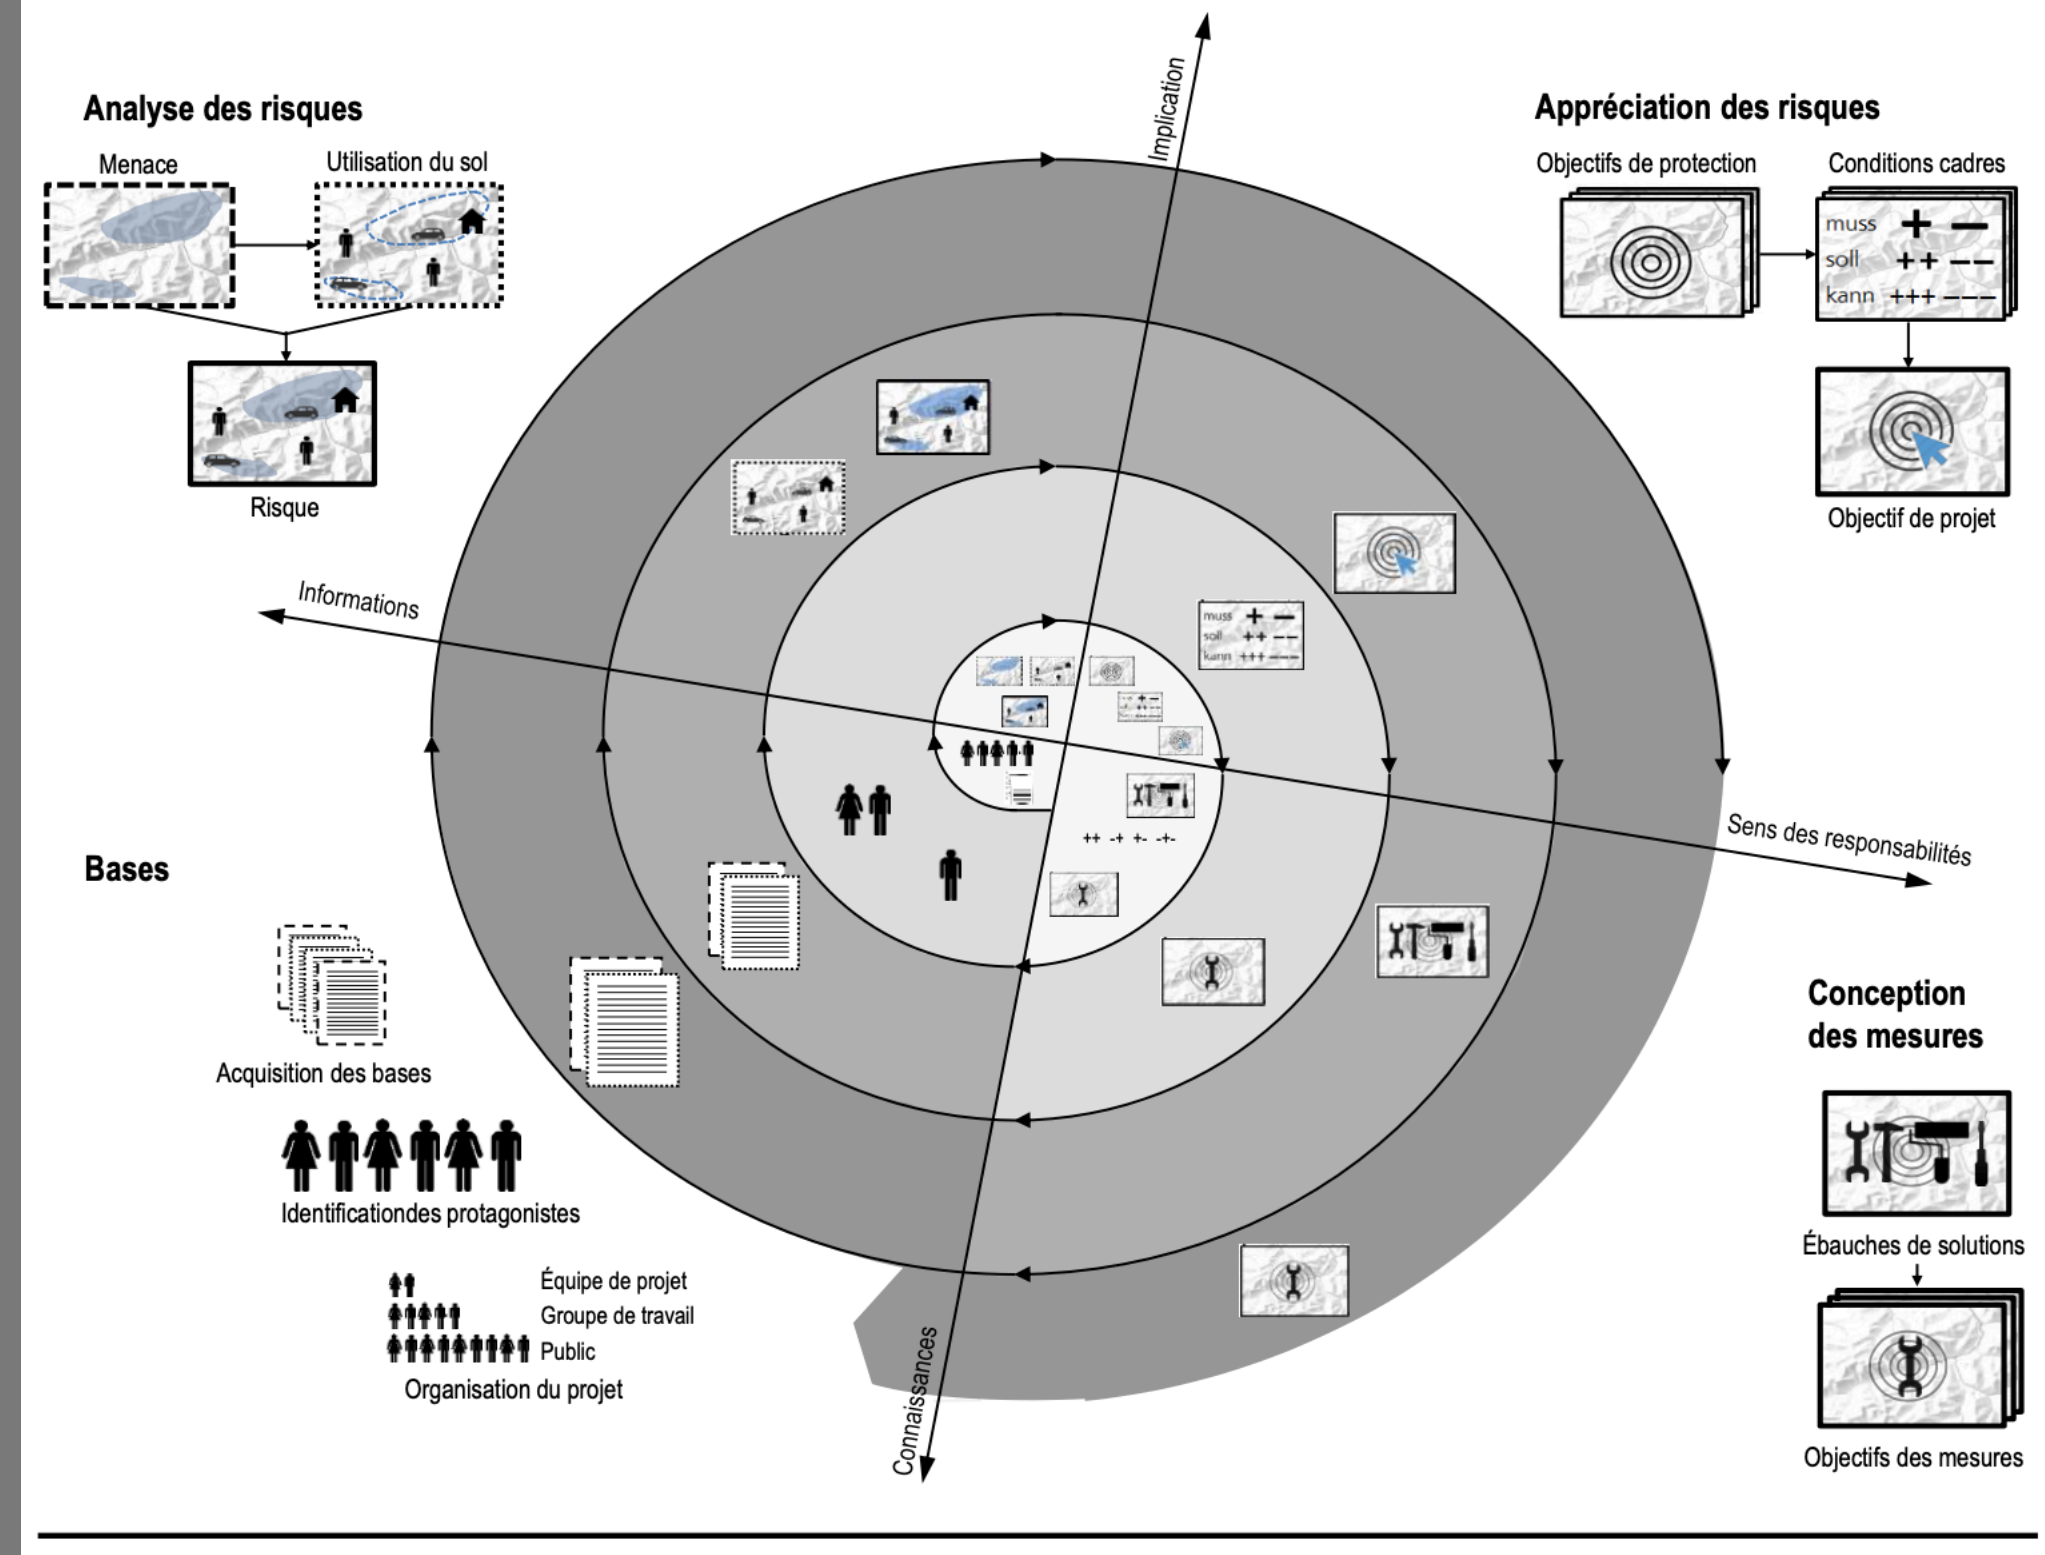 Implication
Analyse des risques
Menace
Utilisation du sol
Risque
Appréciation des risques
Objectifs de protection
Conditions cadres
muss + –
soll ++ ––
kann +++ –––
Objectif de projet
Informations
muss + –
soll ++ ––
kann +++ –––
++ -+ +- -+-
Sens des responsabilités
Bases
Acquisition des bases
Identificationdes protagonistes
Équipe de projet
Groupe de travail
Public
Organisation du projet
Connaissances
Conception
des mesures
Ébauches de solutions
Objectifs des mesures